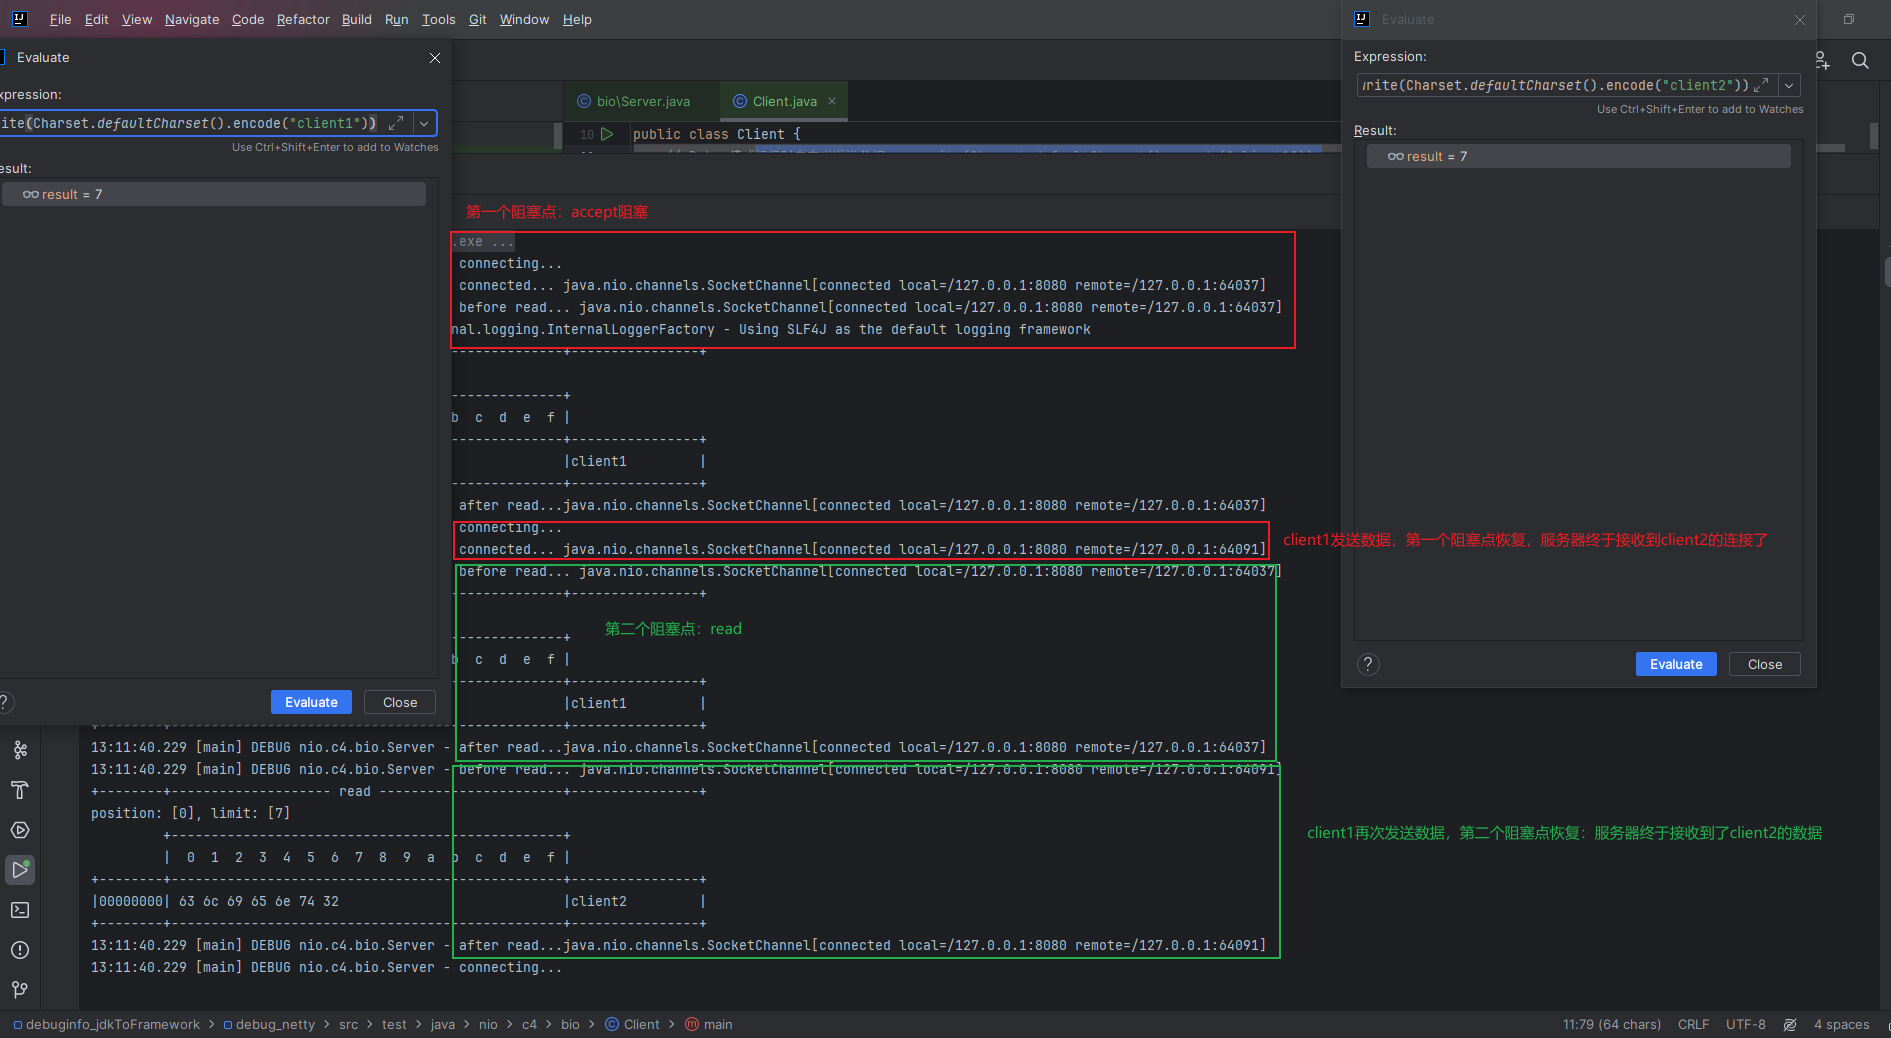 File Edit View Navigate Code Refactor Build Run Tools Git Window Help
Evaluate
xpression:
ite(Charset.defaultCharset().encode("client1"))
Use Ctrl+Shift+Enter to add to Watches
esult:
result = 7
Evaluate Close
Evaluate
Expression:
rite(Charset.defaultCharset().encode("client2"))
Use Ctrl+Shift+Enter to add to Watches
Result:
result = 7
Evaluate Close
bio\Server.java Client.java
10 public class Client {
第一个阻塞点：accept阻塞
.exe ...
connecting...
connected... java.nio.channels.SocketChannel[connected local=/127.0.0.1:8080 remote=/127.0.0.1:64037]
before read... java.nio.channels.SocketChannel[connected local=/127.0.0.1:8080 remote=/127.0.0.1:64037]
nal.logging.InternalLoggerFactory - Using SLF4J as the default logging framework
--------------+----------------+
--------------+
b c d e f |
--------------+----------------+
|client1 |
--------------+----------------+
after read...java.nio.channels.SocketChannel[connected local=/127.0.0.1:8080 remote=/127.0.0.1:64037]
connecting...
connected... java.nio.channels.SocketChannel[connected local=/127.0.0.1:8080 remote=/127.0.0.1:64091]
client1发送数据，第一个阻塞点恢复，服务器终于接收到client2的连接了
before read... java.nio.channels.SocketChannel[connected local=/127.0.0.1:8080 remote=/127.0.0.1:64037]
--------------+----------------+
第二个阻塞点：read
--------------+
b c d e f |
--------------+----------------+
|client1 |
+--------+-------------------------------------------------+----------------+
13:11:40.229 [main] DEBUG nio.c4.bio.Server - after read...java.nio.channels.SocketChannel[connected local=/127.0.0.1:8080 remote=/127.0.0.1:64037]
13:11:40.229 [main] DEBUG nio.c4.bio.Server - before read... java.nio.channels.SocketChannel[connected local=/127.0.0.1:8080 remote=/127.0.0.1:64091]
+--------+-------------------- read -----------------------+----------------+
position: [0], limit: [7]
+-------------------------------------------------+
| 0 1 2 3 4 5 6 7 8 9 a b c d e f |
+--------+-------------------------------------------------+----------------+
|00000000| 63 6c 69 65 6e 74 32 |client2 |
+--------+-------------------------------------------------+----------------+
client1再次发送数据，第二个阻塞点恢复：服务器终于接收到了client2的数据
13:11:40.229 [main] DEBUG nio.c4.bio.Server - after read...java.nio.channels.SocketChannel[connected local=/127.0.0.1:8080 remote=/127.0.0.1:64091]
13:11:40.229 [main] DEBUG nio.c4.bio.Server - connecting...
debuginfo_jdkToFramework > debug_netty > src > test > java > nio > c4 > bio > Client > main
11:79 (64 chars) CRLF UTF-8 4 spaces